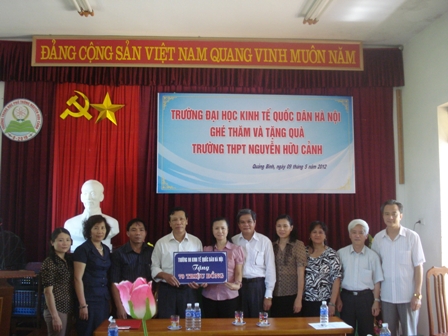 ĐẢNG CỘNG SẢN VIỆT NAM QUANG VINH MUÔN NĂM
TRƯỜNG ĐẠI HỌC KINH TẾ QUỐC DÂN HÀ NỘI
GHÉ THĂM VÀ TẶNG QUÀ
TRƯỜNG THPT NGUYỄN HỮU CẢNH
Quảng Bình, ngày 05 tháng 5 năm 2012
TRƯỜNG ĐH KINH TẾ QUỐC DÂN HÀ NỘI
Tặng
TRIỆU ĐỒNG